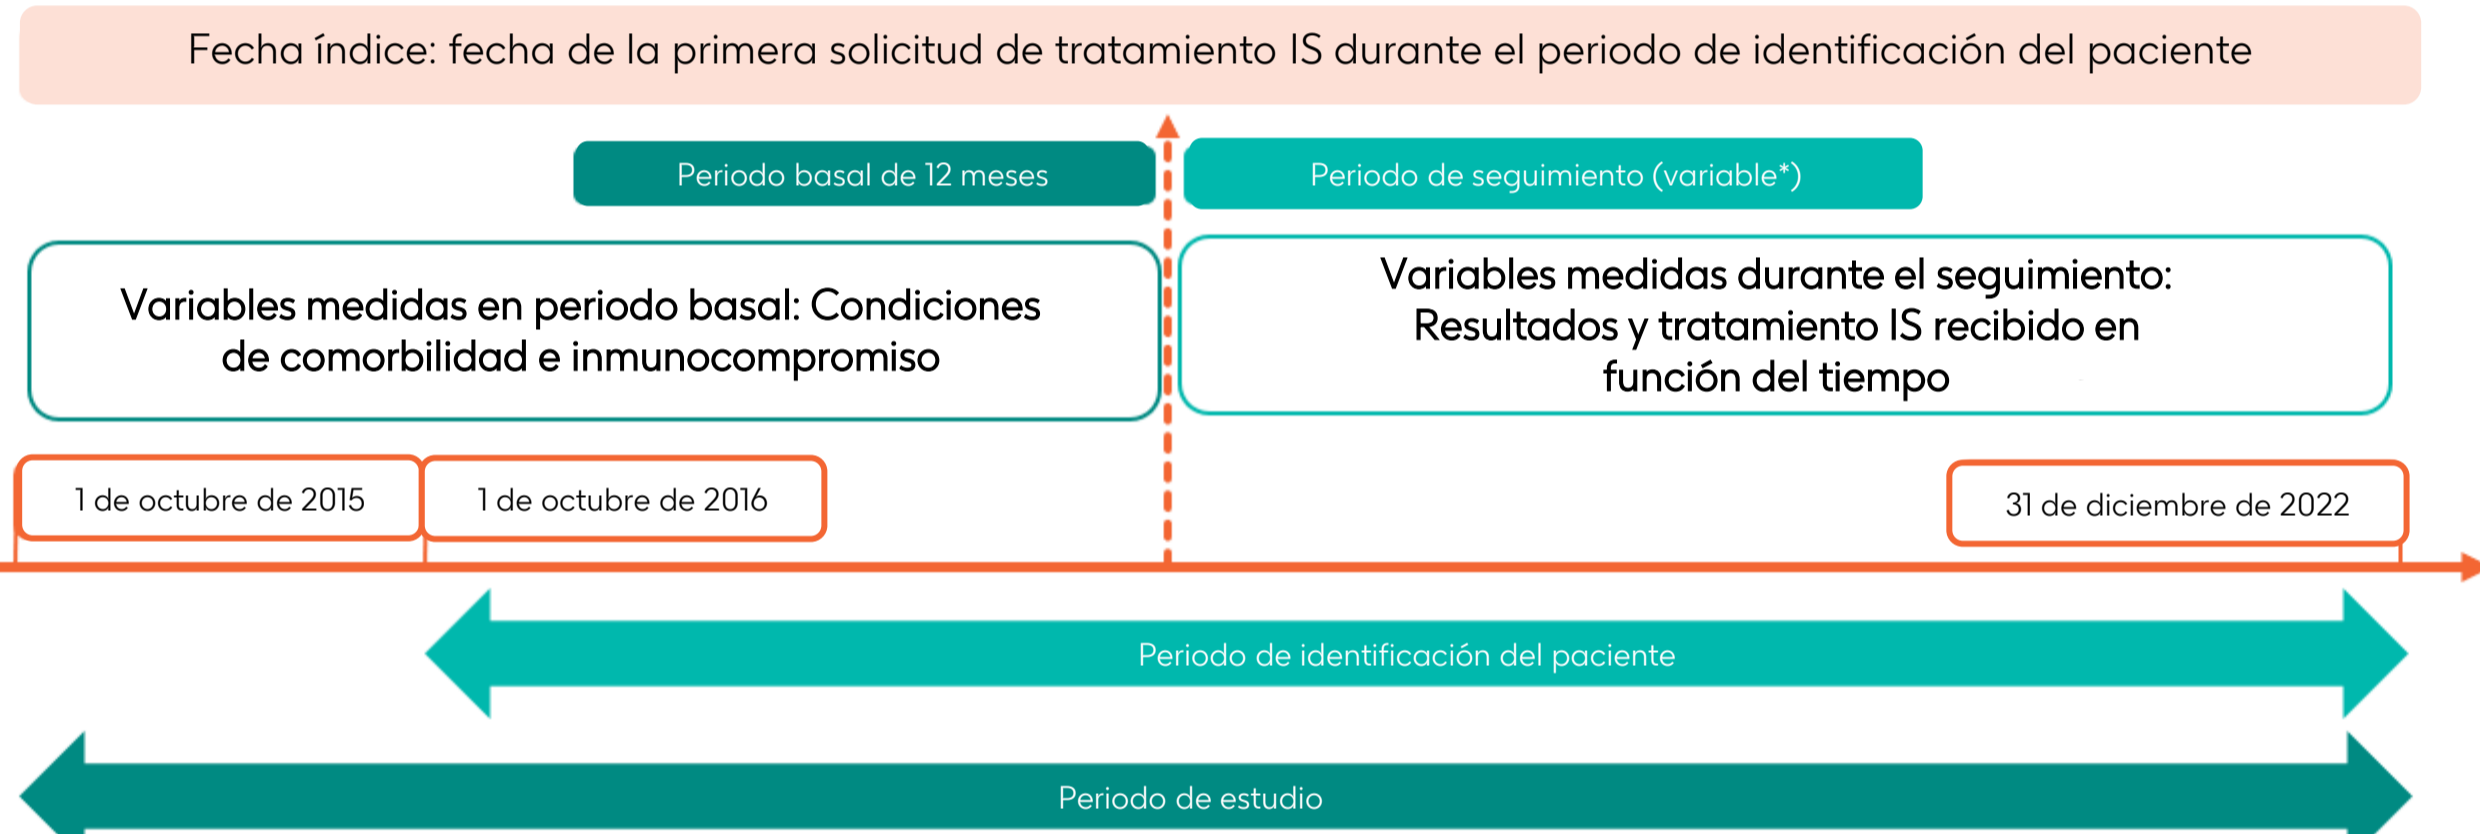 Fecha índice: fecha de la primera solicitud de tratamiento IS durante el periodo de identificación del paciente
Periodo basal de 12 meses
Periodo de seguimiento (variable*)
Variables medidas en periodo basal: Condiciones
de comorbilidad e inmunocompromiso
Variables medidas durante el seguimiento:
Resultados y tratamiento IS recibido en
función del tiempo
1 de octubre de 2015
1 de octubre de 2016
31 de diciembre de 2022
Periodo de identificación del paciente
Periodo de estudio